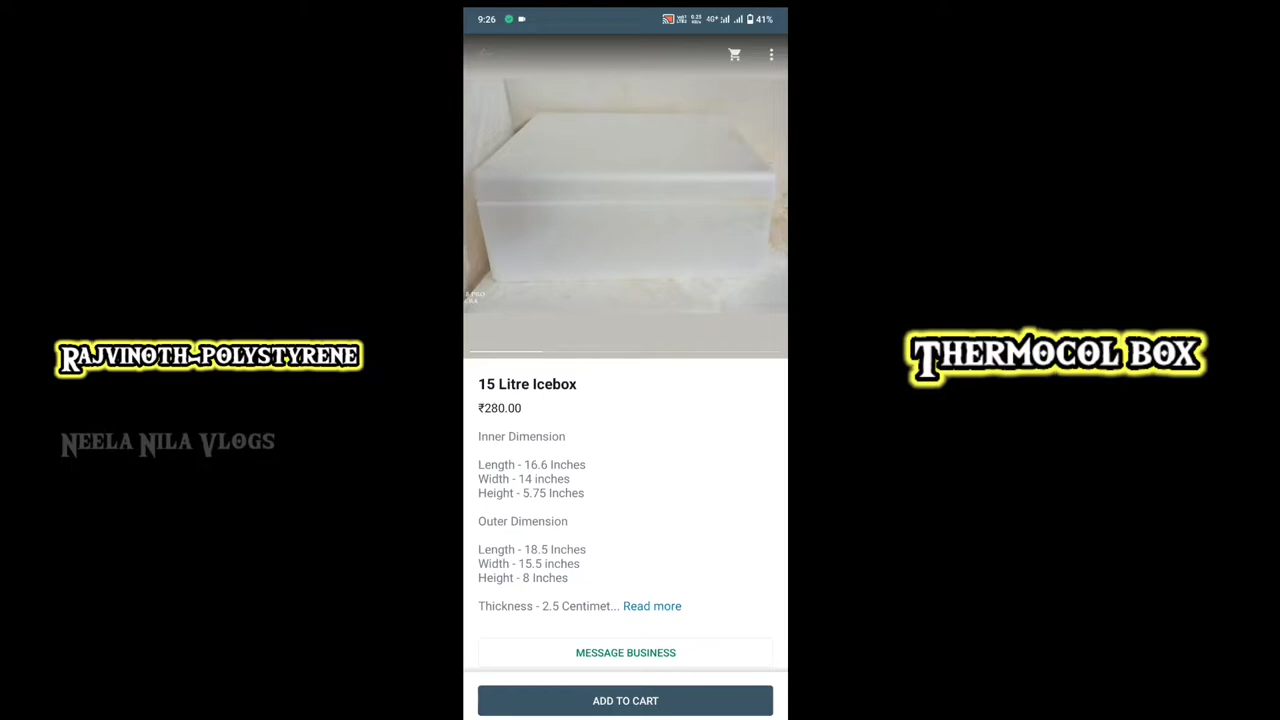 9:26
4G+
41%
15 Litre Icebox
₹280.00
Inner Dimension
Length - 16.6 Inches
Width - 14 inches
Height - 5.75 Inches
Outer Dimension
Length - 18.5 Inches
Width - 15.5 inches
Height - 8 Inches
Thickness - 2.5 Centimet... Read more
MESSAGE BUSINESS
ADD TO CART
Rajvinoth-polystyrene
Neela Nila Vlogs
Thermocol box